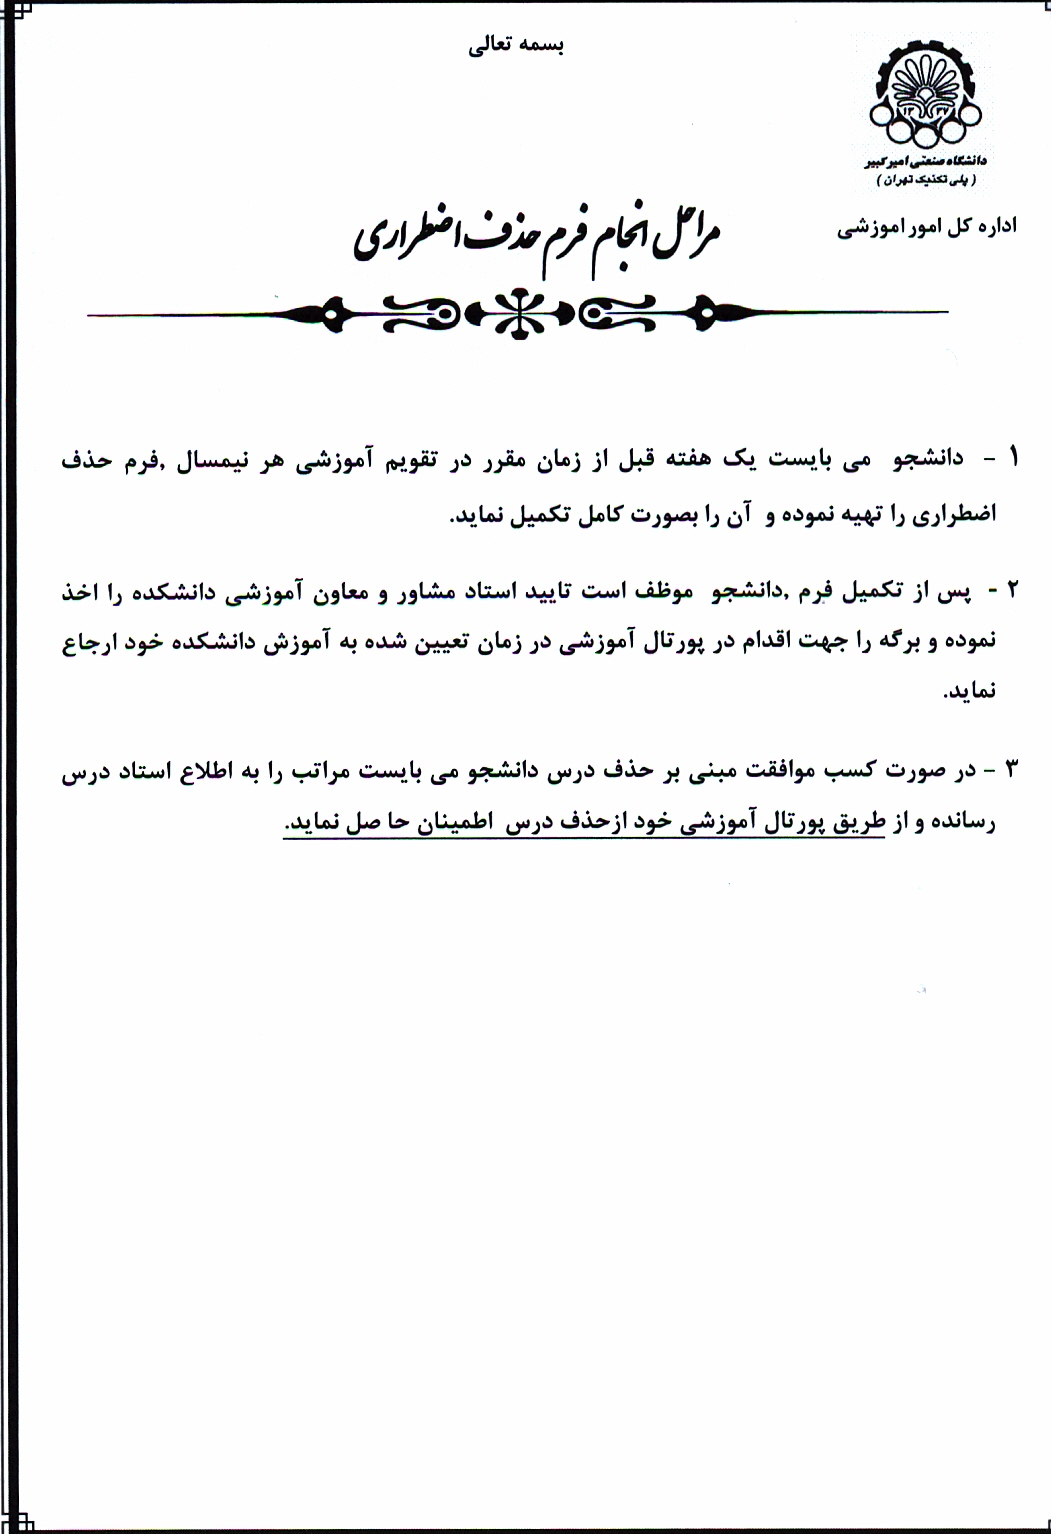 بسمه تعالی
۱۳ ۳۷
دانشگاه صنعتی امیرکبیر
( پلی تکنیک تهران )
اداره کل امور اموزشی
مراحل انجام فرم حذف اضطراری
۱ - دانشجو می بایست یک هفته قبل از زمان مقرر در تقویم آموزشی هر نیمسال ,فرم حذف
اضطراری را تهیه نموده و آن را بصورت کامل تکمیل نماید.
۲ - پس از تکمیل فرم ,دانشجو موظف است تایید استاد مشاور و معاون آموزشی دانشکده را اخذ
نموده و برگه را جهت اقدام در پورتال آموزشی در زمان تعیین شده به آموزش دانشکده خود ارجاع
نماید.
۳ - در صورت کسب موافقت مبنی بر حذف درس دانشجو می بایست مراتب را به اطلاع استاد درس
رسانده و از طریق پورتال آموزشی خود ازحذف درس اطمینان حا صل نماید.